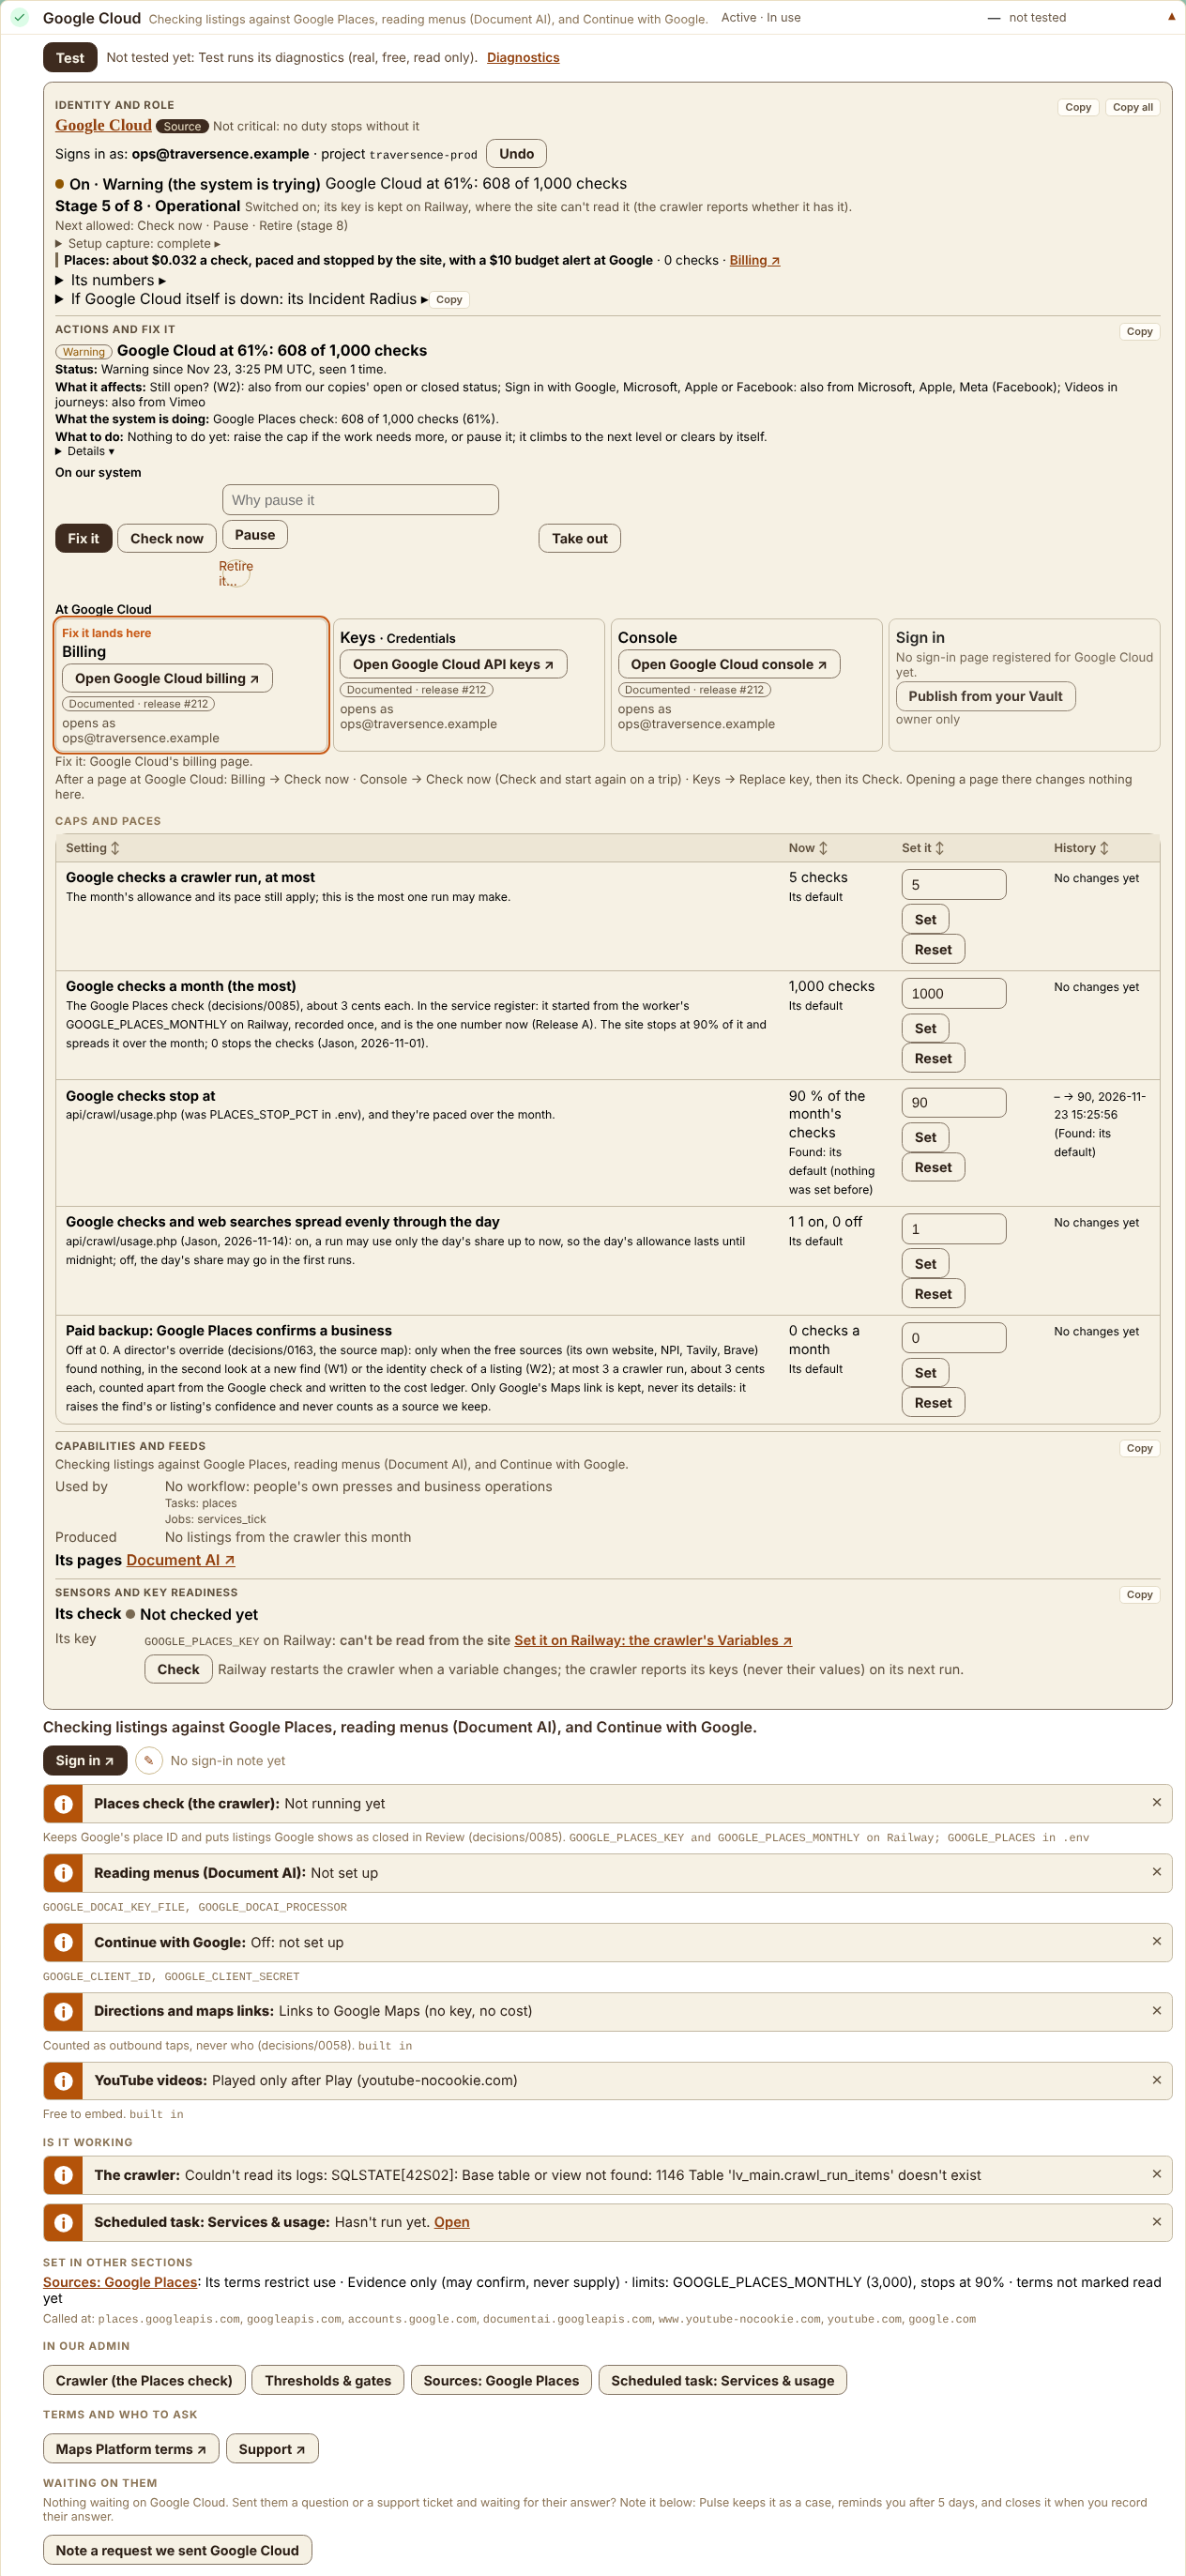 Google Cloud Checking listings against Google Places, reading menus (Document AI), and Continue with Google. Active · In use — not tested ▲
Test Not tested yet: Test runs its diagnostics (real, free, read only). Diagnostics
IDENTITY AND ROLE Copy Copy all
Google Cloud Source Not critical: no duty stops without it
Signs in as: ops@traversence.example · project traversence-prod Undo
On · Warning (the system is trying) Google Cloud at 61%: 608 of 1,000 checks
Stage 5 of 8 · Operational Switched on; its key is kept on Railway, where the site can't read it (the crawler reports whether it has it).
Next allowed: Check now · Pause · Retire (stage 8)
▶ Setup capture: complete ▸
Places: about $0.032 a check, paced and stopped by the site, with a $10 budget alert at Google · 0 checks · Billing ↗
▶ Its numbers ▸
▶ If Google Cloud itself is down: its Incident Radius ▸ Copy
ACTIONS AND FIX IT Copy
Warning Google Cloud at 61%: 608 of 1,000 checks
Status: Warning since Nov 23, 3:25 PM UTC, seen 1 time.
What it affects: Still open? (W2): also from our copies' open or closed status; Sign in with Google, Microsoft, Apple or Facebook: also from Microsoft, Apple, Meta (Facebook); Videos in
journeys: also from Vimeo
What the system is doing: Google Places check: 608 of 1,000 checks (61%).
What to do: Nothing to do yet: raise the cap if the work needs more, or pause it; it climbs to the next level or clears by itself.
▶ Details ▾
On our system
Why pause it
Fix it Check now Pause Take out
Retire
it...
At Google Cloud
Fix it lands here
Billing
Open Google Cloud billing ↗
Documented · release #212
opens as
ops@traversence.example
Keys · Credentials
Open Google Cloud API keys ↗
Documented · release #212
opens as
ops@traversence.example
Console
Open Google Cloud console ↗
Documented · release #212
opens as
ops@traversence.example
Sign in
No sign-in page registered for Google Cloud
yet.
Publish from your Vault
owner only
Fix it: Google Cloud's billing page.
After a page at Google Cloud: Billing → Check now · Console → Check now (Check and start again on a trip) · Keys → Replace key, then its Check. Opening a page there changes nothing
here.
CAPS AND PACES
Setting ↕ Now ↕ Set it ↕ History ↕
Google checks a crawler run, at most
The month's allowance and its pace still apply; this is the most one run may make.
5 checks
Its default
5
Set
Reset
No changes yet
Google checks a month (the most)
The Google Places check (decisions/0085), about 3 cents each. In the service register: it started from the worker's
GOOGLE_PLACES_MONTHLY on Railway, recorded once, and is the one number now (Release A). The site stops at 90% of it and
spreads it over the month; 0 stops the checks (Jason, 2026-11-01).
1,000 checks
Its default
1000
Set
Reset
No changes yet
Google checks stop at
api/crawl/usage.php (was PLACES_STOP_PCT in .env), and they're paced over the month.
90 % of the
month's
checks
Found: its
default (nothing
was set before)
90
Set
Reset
– → 90, 2026-11-
23 15:25:56
(Found: its
default)
Google checks and web searches spread evenly through the day
api/crawl/usage.php (Jason, 2026-11-14): on, a run may use only the day's share up to now, so the day's allowance lasts until
midnight; off, the day's share may go in the first runs.
1 1 on, 0 off
Its default
1
Set
Reset
No changes yet
Paid backup: Google Places confirms a business
Off at 0. A director's override (decisions/0163, the source map): only when the free sources (its own website, NPI, Tavily, Brave)
found nothing, in the second look at a new find (W1) or the identity check of a listing (W2); at most 3 a crawler run, about 3 cents
each, counted apart from the Google check and written to the cost ledger. Only Google's Maps link is kept, never its details: it
raises the find's or listing's confidence and never counts as a source we keep.
0 checks a
month
Its default
0
Set
Reset
No changes yet
CAPABILITIES AND FEEDS Copy
Checking listings against Google Places, reading menus (Document AI), and Continue with Google.
Used by No workflow: people's own presses and business operations
Tasks: places
Jobs: services_tick
Produced No listings from the crawler this month
Its pages Document AI ↗
SENSORS AND KEY READINESS Copy
Its check Not checked yet
Its key GOOGLE_PLACES_KEY on Railway: can't be read from the site Set it on Railway: the crawler's Variables ↗
Check Railway restarts the crawler when a variable changes; the crawler reports its keys (never their values) on its next run.
Checking listings against Google Places, reading menus (Document AI), and Continue with Google.
Sign in ↗ ✎ No sign-in note yet
Places check (the crawler): Not running yet ✕
Keeps Google's place ID and puts listings Google shows as closed in Review (decisions/0085). GOOGLE_PLACES_KEY and GOOGLE_PLACES_MONTHLY on Railway; GOOGLE_PLACES in .env
Reading menus (Document AI): Not set up ✕
GOOGLE_DOCAI_KEY_FILE, GOOGLE_DOCAI_PROCESSOR
Continue with Google: Off: not set up ✕
GOOGLE_CLIENT_ID, GOOGLE_CLIENT_SECRET
Directions and maps links: Links to Google Maps (no key, no cost) ✕
Counted as outbound taps, never who (decisions/0058). built in
YouTube videos: Played only after Play (youtube-nocookie.com) ✕
Free to embed. built in
IS IT WORKING
The crawler: Couldn't read its logs: SQLSTATE[42S02]: Base table or view not found: 1146 Table 'lv_main.crawl_run_items' doesn't exist ✕
Scheduled task: Services & usage: Hasn't run yet. Open ✕
SET IN OTHER SECTIONS
Sources: Google Places: Its terms restrict use · Evidence only (may confirm, never supply) · limits: GOOGLE_PLACES_MONTHLY (3,000), stops at 90% · terms not marked read
yet
Called at: places.googleapis.com, googleapis.com, accounts.google.com, documentai.googleapis.com, www.youtube-nocookie.com, youtube.com, google.com
IN OUR ADMIN
Crawler (the Places check) Thresholds & gates Sources: Google Places Scheduled task: Services & usage
TERMS AND WHO TO ASK
Maps Platform terms ↗ Support ↗
WAITING ON THEM
Nothing waiting on Google Cloud. Sent them a question or a support ticket and waiting for their answer? Note it below: Pulse keeps it as a case, reminds you after 5 days, and closes it when you record
their answer.
Note a request we sent Google Cloud